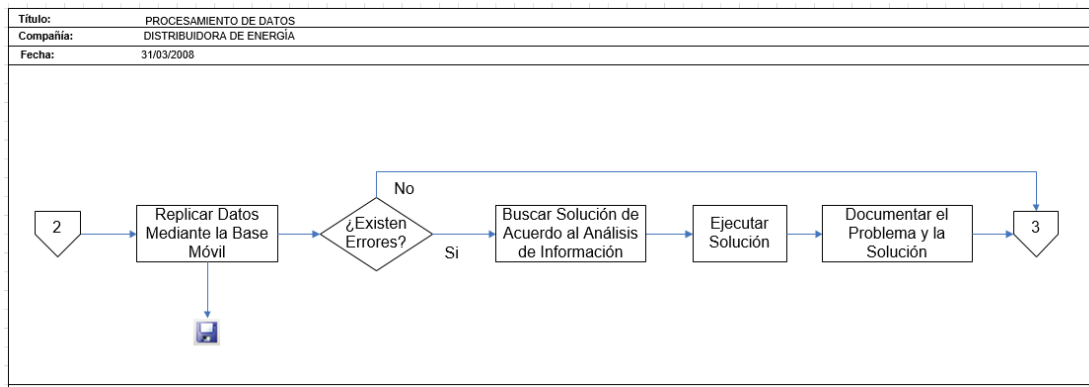 Título: PROCESAMIENTO DE DATOS
Compañía: DISTRIBUIDORA DE ENERGÍA
Fecha: 31/03/2008
2
Replicar Datos
Mediante la Base
Móvil
¿Existen
Errores?
No
Si
Buscar Solución de
Acuerdo al Análisis
de Información
Ejecutar
Solución
Documentar el
Problema y la
Solución
3